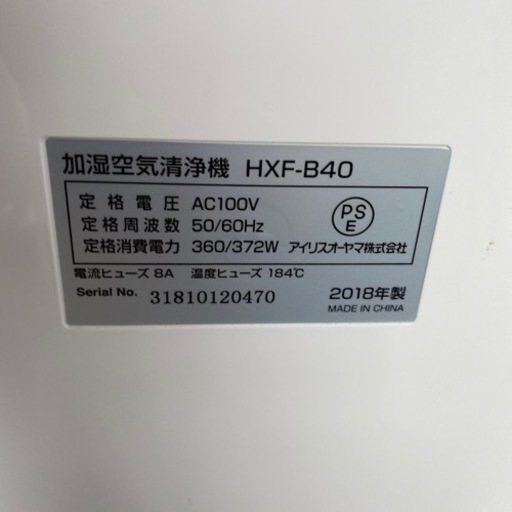 加湿空気清浄機 HXF-B40
定格電圧 AC100V
定格周波数 50/60Hz
定格消費電力 360/372W
PS
E
アイリスオーヤマ株式会社
電流ヒューズ 8A 温度ヒューズ 184℃
Serial No. 31810120470
2018年製
MADE IN CHINA